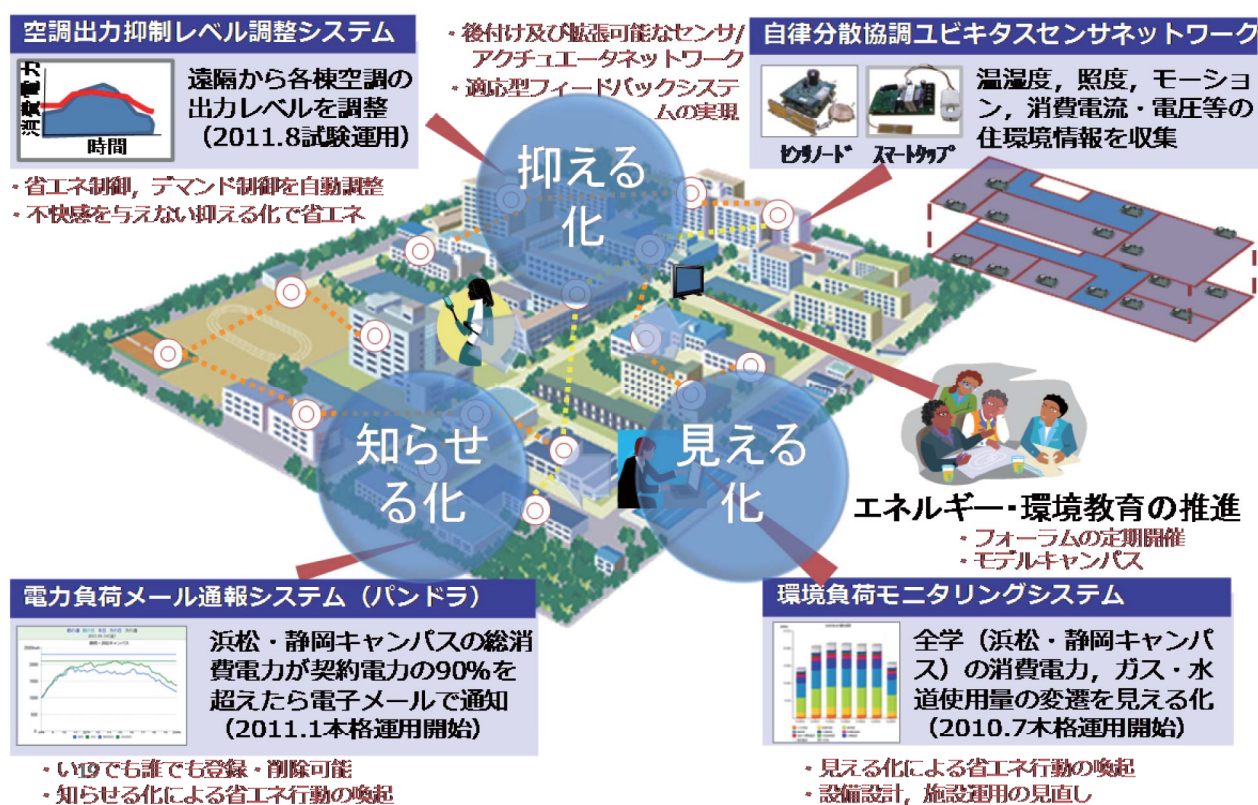 空調出力抑制レベル調整システム
消費電力
時間
遠隔から各棟空調の
出力レベルを調整
（2011.8試験運用）
・省エネ制御，デマンド制御を自動調整
・不快感を与えない抑える化で省エネ
・後付け及び拡張可能なセンサ/
アクチュエータネットワーク
・適応型フィードバックシステ
ムの実現
自律分散協調ユビキタスセンサネットワーク
センサノード
スマートタップ
温湿度，照度，モーショ
ン，消費電流・電圧等の
住環境情報を収集
抑える
化
知らせ
る化
見える
化
エネルギー・環境教育の推進
・フォーラムの定期開催
・モデルキャンパス
電力負荷メール通報システム（パンドラ）
浜松・静岡キャンパスの総消
費電力が契約電力の90%を
超えたら電子メールで通知
（2011.1本格運用開始）
・いつでも誰でも登録・削除可能
・知らせる化による省エネ行動の喚起
環境負荷モニタリングシステム
全学（浜松・静岡キャンパ
ス）の消費電力，ガス・水
道使用量の変遷を見える化
（2010.7本格運用開始）
・見える化による省エネ行動の喚起
・設備設計，施設運用の見直し